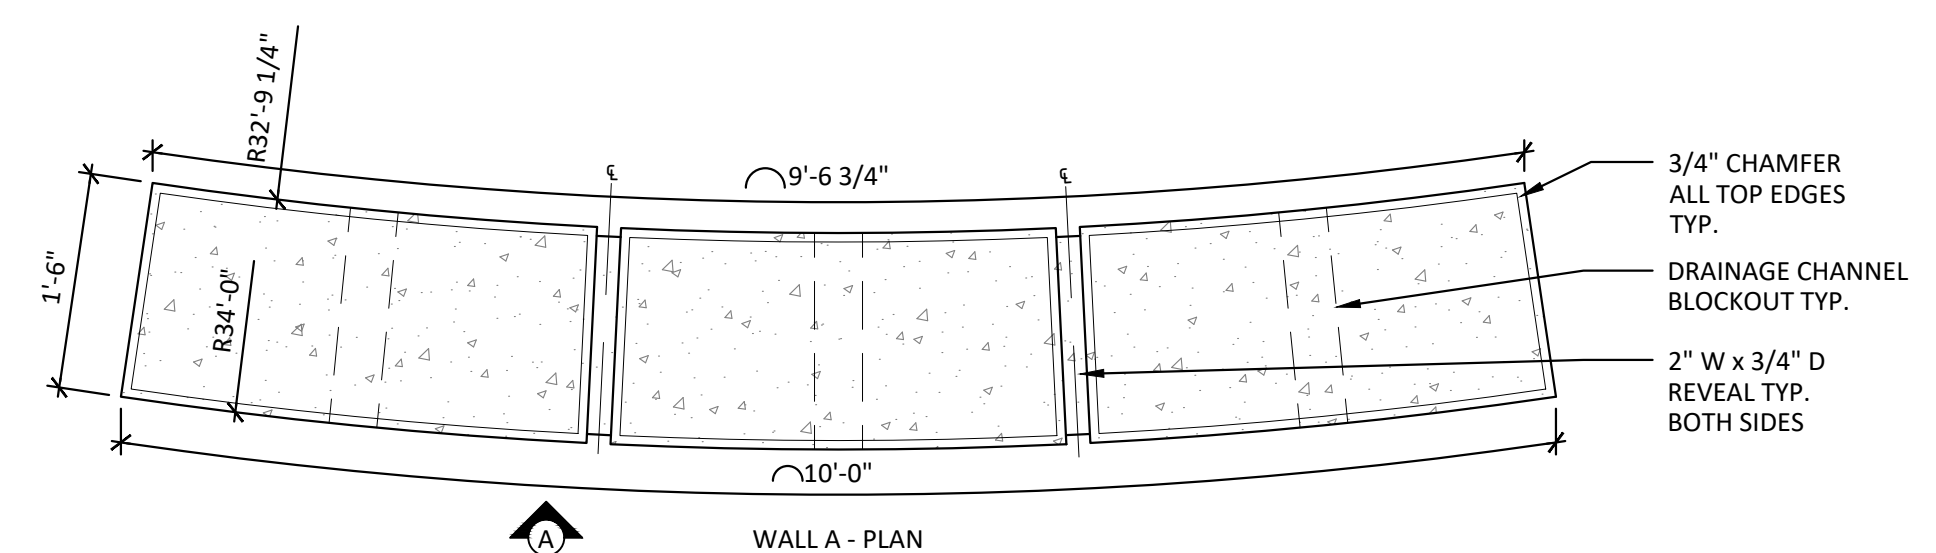 R32'-9 1/4"
℄
9'-6 3/4"
℄
3/4" CHAMFER
ALL TOP EDGES
TYP.
1'-6"
R34'-0"
DRAINAGE CHANNEL
BLOCKOUT TYP.
2" W x 3/4" D
REVEAL TYP.
BOTH SIDES
10'-0"
A
WALL A - PLAN